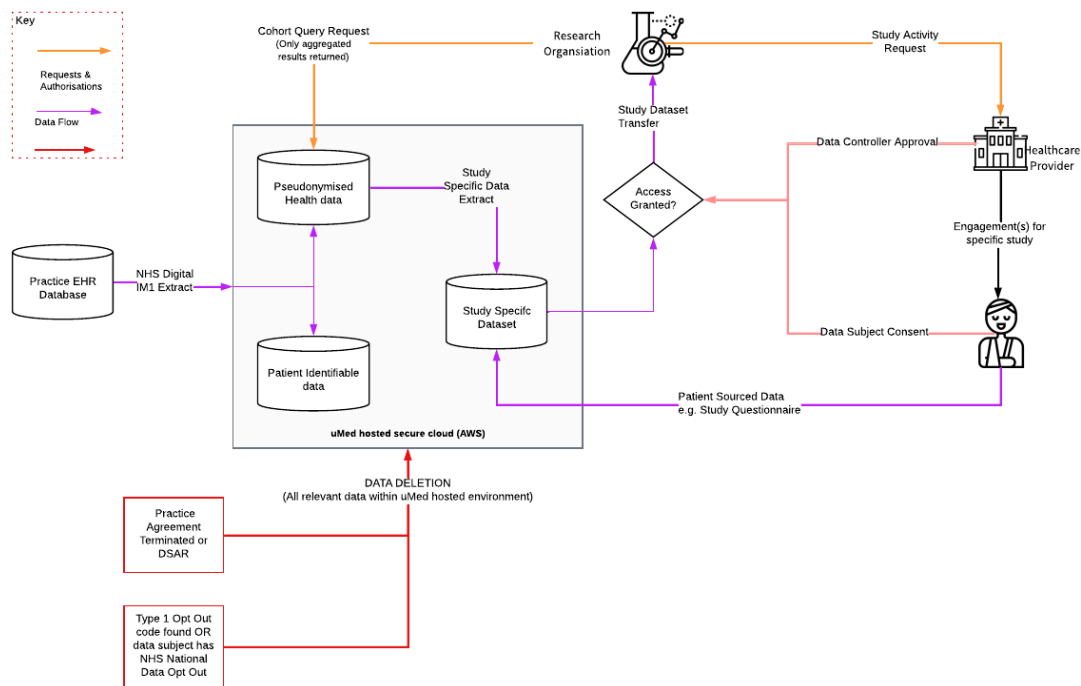 Key
Requests &
Authorisations
Data Flow
Cohort Query Request
(Only aggregated
results returned)
Research
Organsiation
Study Activity
Request
Study Dataset
Transfer
Data Controller Approval
Healthcare
Provider
Pseudonymised
Health data
Study
Specific Data
Extract
Access
Granted?
Engagement(s) for
specific study
Practice EHR
Database
NHS Digital
IM1 Extract
Study Specifc
Dataset
Data Subject Consent
Patient Identifiable
data
Patient Sourced Data
e.g. Study Questionnaire
uMed hosted secure cloud (AWS)
DATA DELETION
(All relevant data within uMed hosted environment)
Practice
Agreement
Terminated or
DSAR
Type 1 Opt Out
code found OR
data subject has
NHS National
Data Opt Out